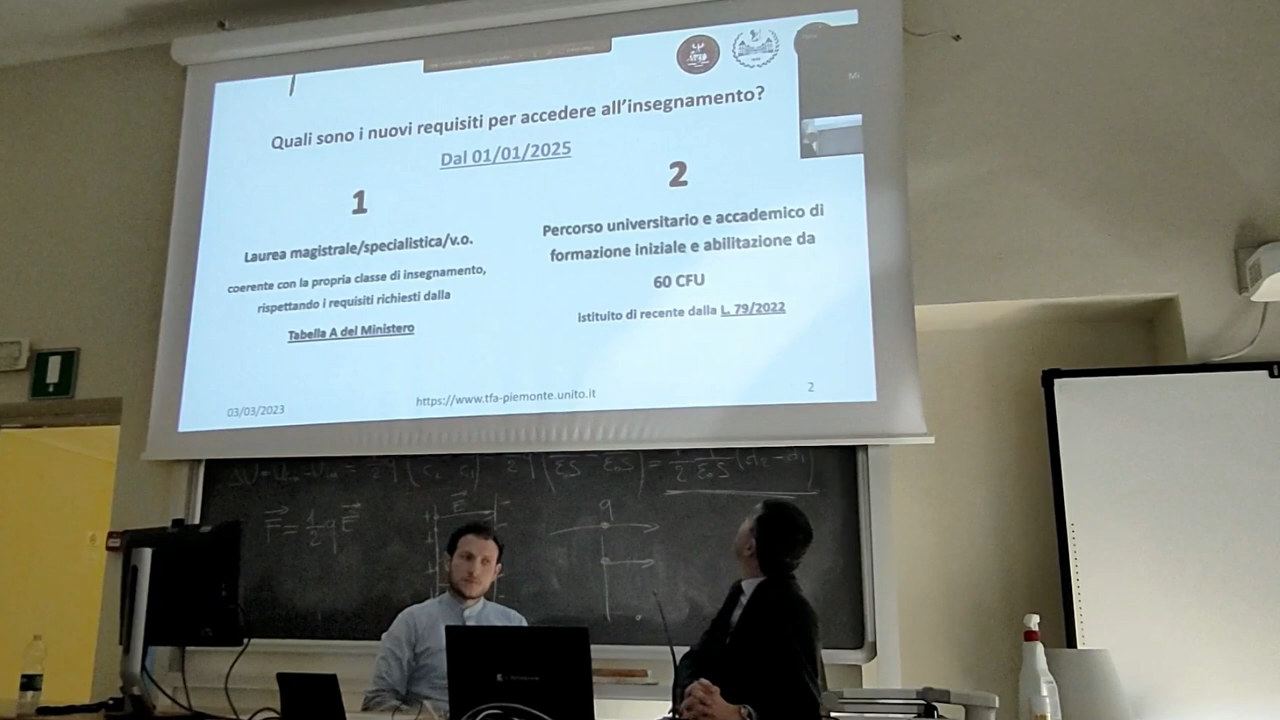 Quali sono i nuovi requisiti per accedere all'insegnamento?
Dal 01/01/2025
1
Laurea magistrale/specialistica/v.o.
coerente con la propria classe di insegnamento,
rispettando i requisiti richiesti dalla
Tabella A del Ministero
2
Percorso universitario e accademico di
formazione iniziale e abilitazione da
60 CFU
istituito di recente dalla L. 79/2022
03/03/2023
https://www.tfa-piemonte.unito.it
2
F = 1/2 q E
E
q